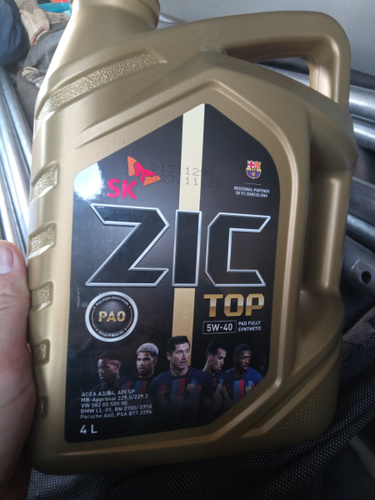 SK
REGIONAL PARTNER
OF FC BARCELONA
ZIC
TOP
5W-40
PAO FULLY
SYNTHETIC
PAO
ACEA A3/B4, API SP
MB-Approval 229.5/229.3
VW 502 00 505 00
BMW LL-01, RN 0700/ 0710
Porsche A40, PSA B71 2296
4 L